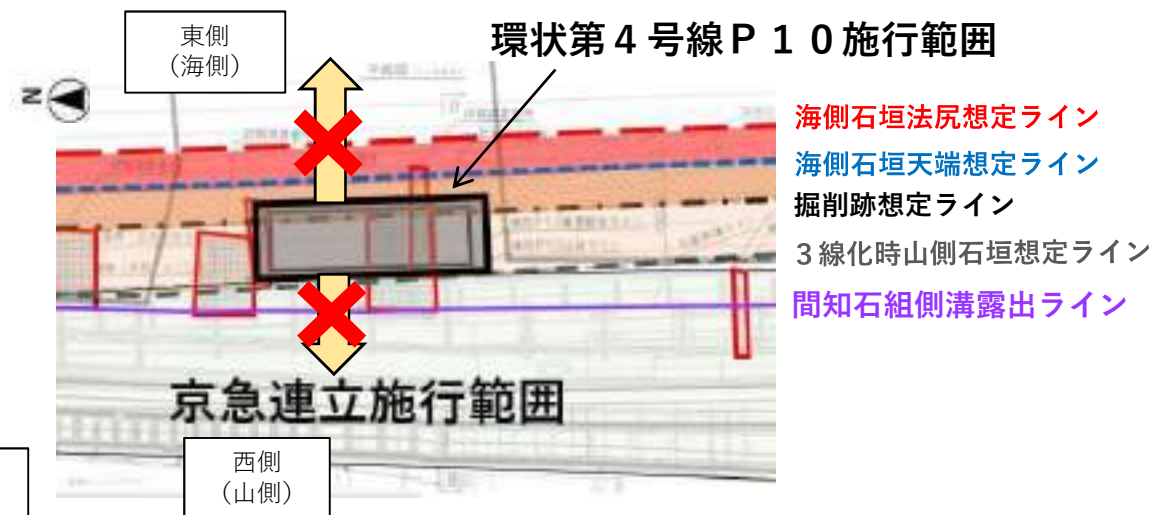 東側
（海側）
環状第４号線Ｐ１０施行範囲
N
海側石垣法尻想定ライン
海側石垣天端想定ライン
掘削跡想定ライン
３線化時山側石垣想定ライン
間知石組側溝露出ライン
京急連立施行範囲
西側
（山側）